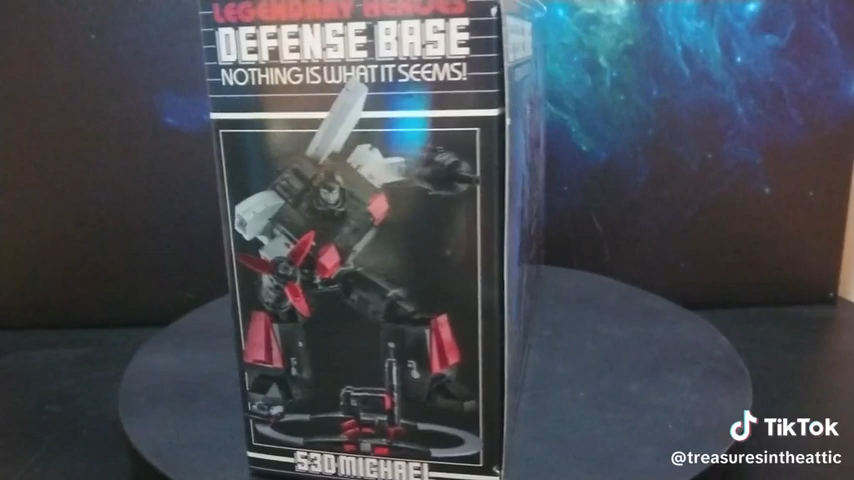 LEGENDARY HEROES
DEFENSE BASE
NOTHING IS WHAT IT SEEMS!
S3D MICHAEL
TikTok
@treasuresintheattic